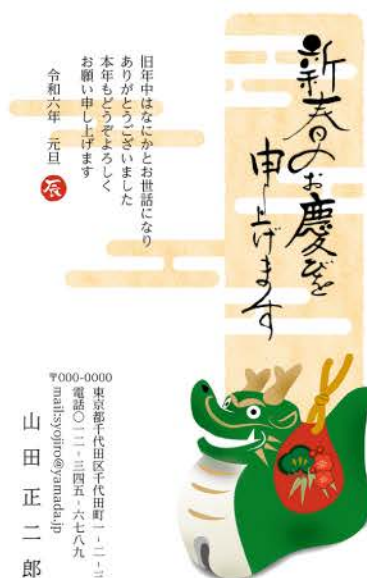 新春のお慶びを
申し上げます
旧年中はなにかとお世話になり
ありがとうございました
本年もどうぞよろしく
お願い申し上げます
令和六年 元旦
辰
〒000-0000
東京都千代田区千代田町一-二-三
電話〇一二-三四五-六七八九
mail:syojiro@yamada.jp
山田正二郎